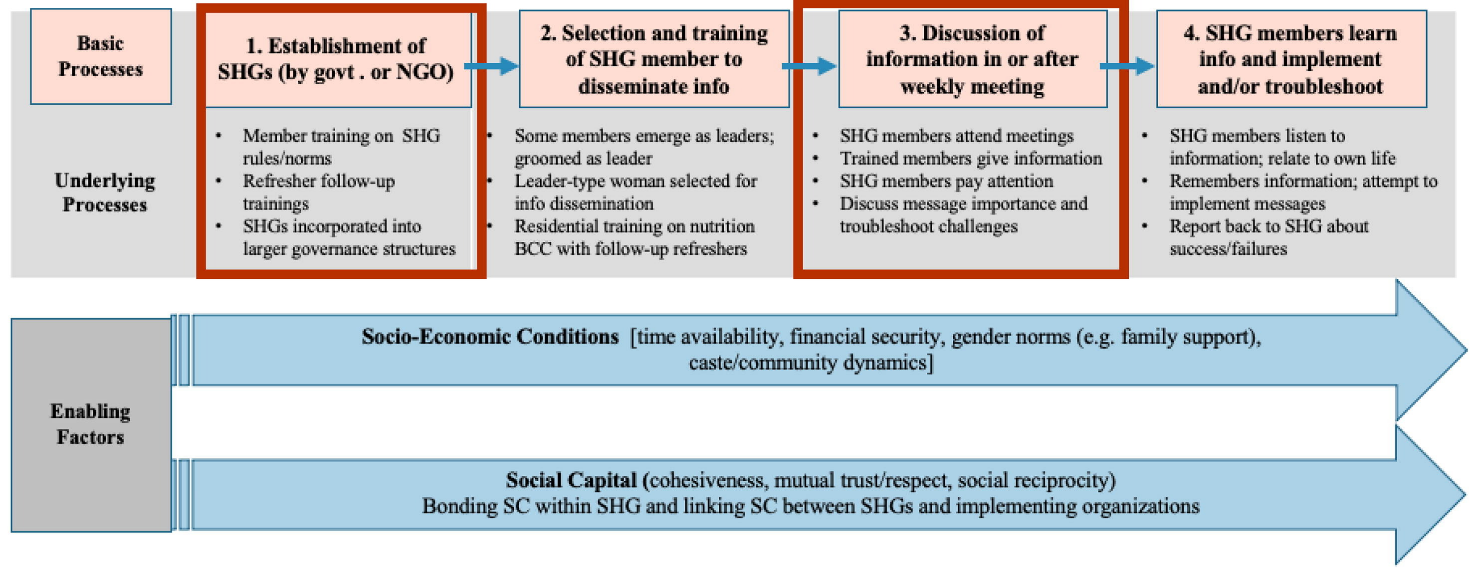 Basic
Processes
1. Establishment of
SHGs (by govt . or NGO)
2. Selection and training
of SHG member to
disseminate info
3. Discussion of
information in or after
weekly meeting
4. SHG members learn
info and implement
and/or troubleshoot
Underlying
Processes
• Member training on SHG
rules/norms
• Refresher follow-up
trainings
• SHGs incorporated into
larger governance structures
• Some members emerge as leaders;
groomed as leader
• Leader-type woman selected for
info dissemination
• Residential training on nutrition
BCC with follow-up refreshers
• SHG members attend meetings
• Trained members give information
• SHG members pay attention
• Discuss message importance and
troubleshoot challenges
• SHG members listen to
information; relate to own life
• Remembers information; attempt to
implement messages
• Report back to SHG about
success/failures
Enabling
Factors
Socio-Economic Conditions [time availability, financial security, gender norms (e.g. family support),
caste/community dynamics]
Social Capital (cohesiveness, mutual trust/respect, social reciprocity)
Bonding SC within SHG and linking SC between SHGs and implementing organizations